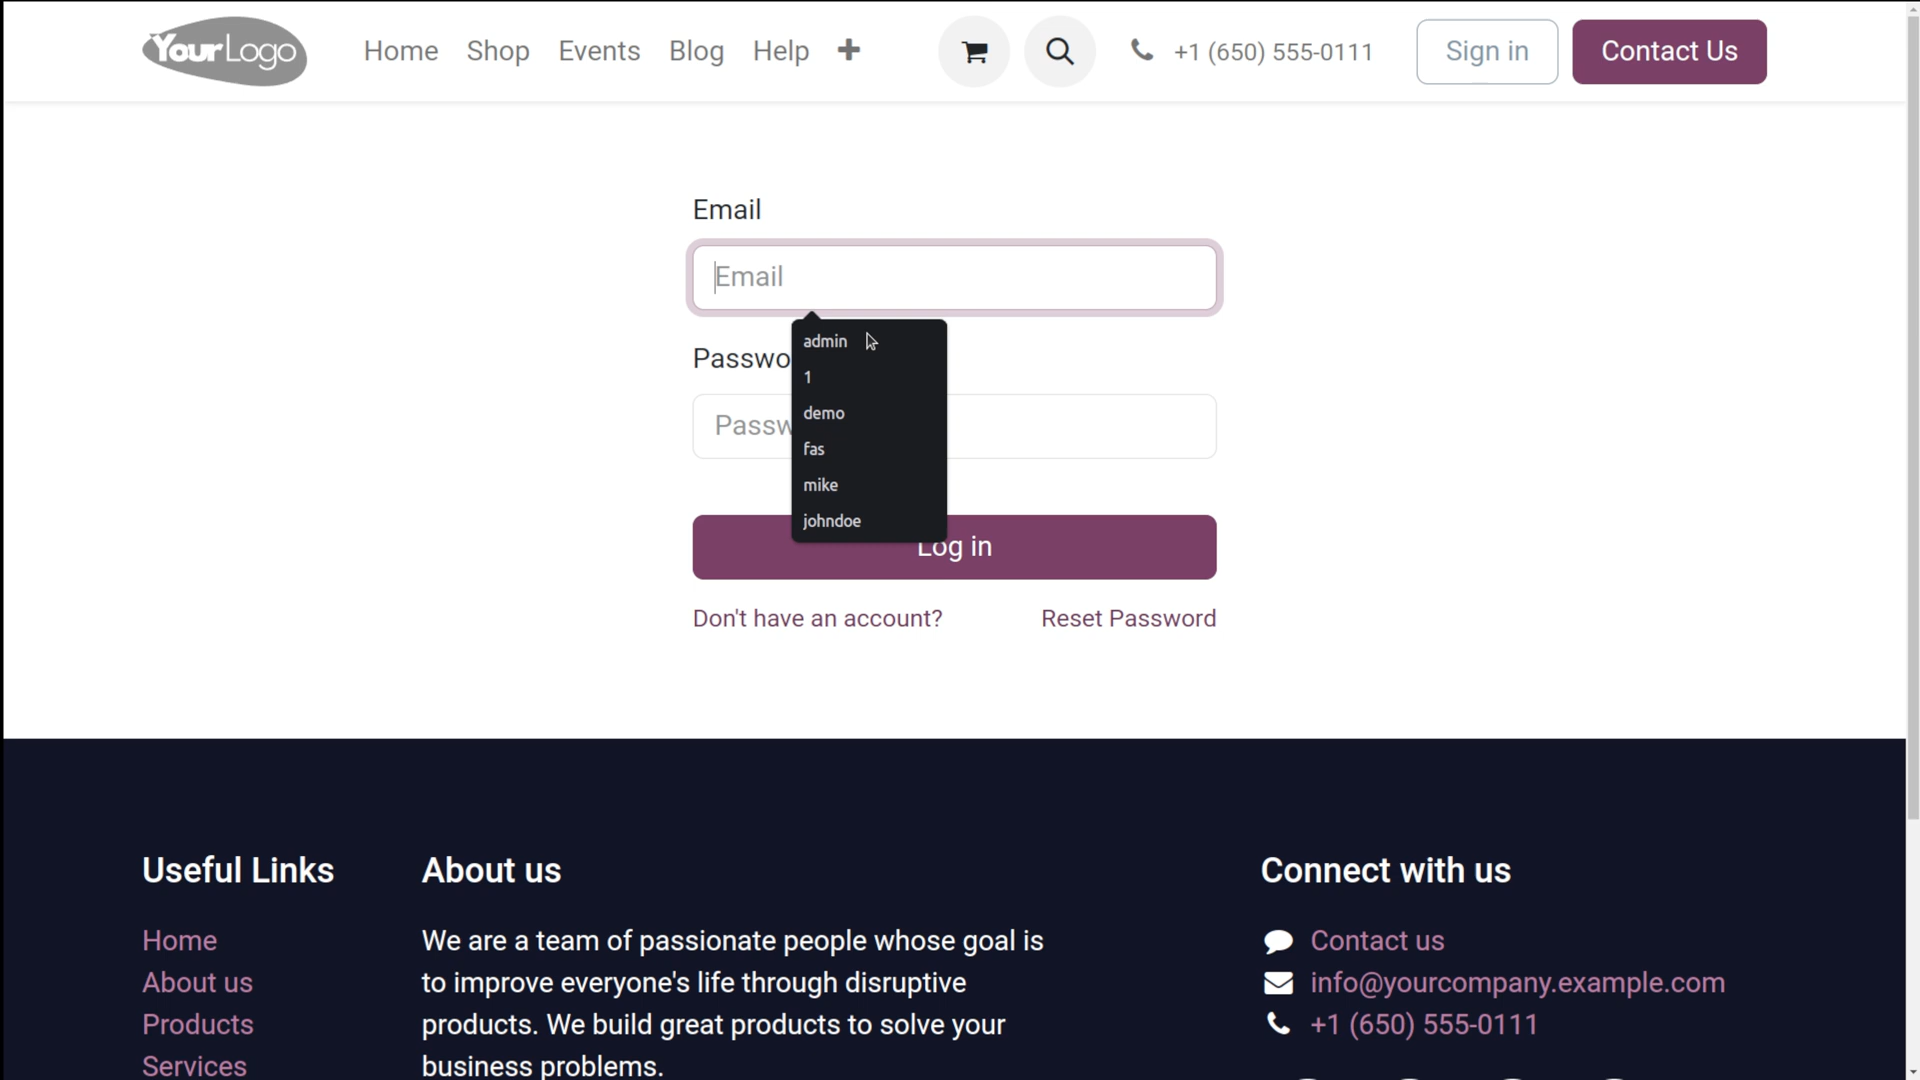 YourLogo Home Shop Events Blog Help +1 (650) 555-0111 Sign in Contact Us
Email
Email
admin
Passwo
1
demo
Passw
fas
mike
johndoe
Log in
Don't have an account? Reset Password
Useful Links
Home
About us
Products
Services
About us
We are a team of passionate people whose goal is
to improve everyone's life through disruptive
products. We build great products to solve your
business problems.
Connect with us
Contact us
info@yourcompany.example.com
+1 (650) 555-0111